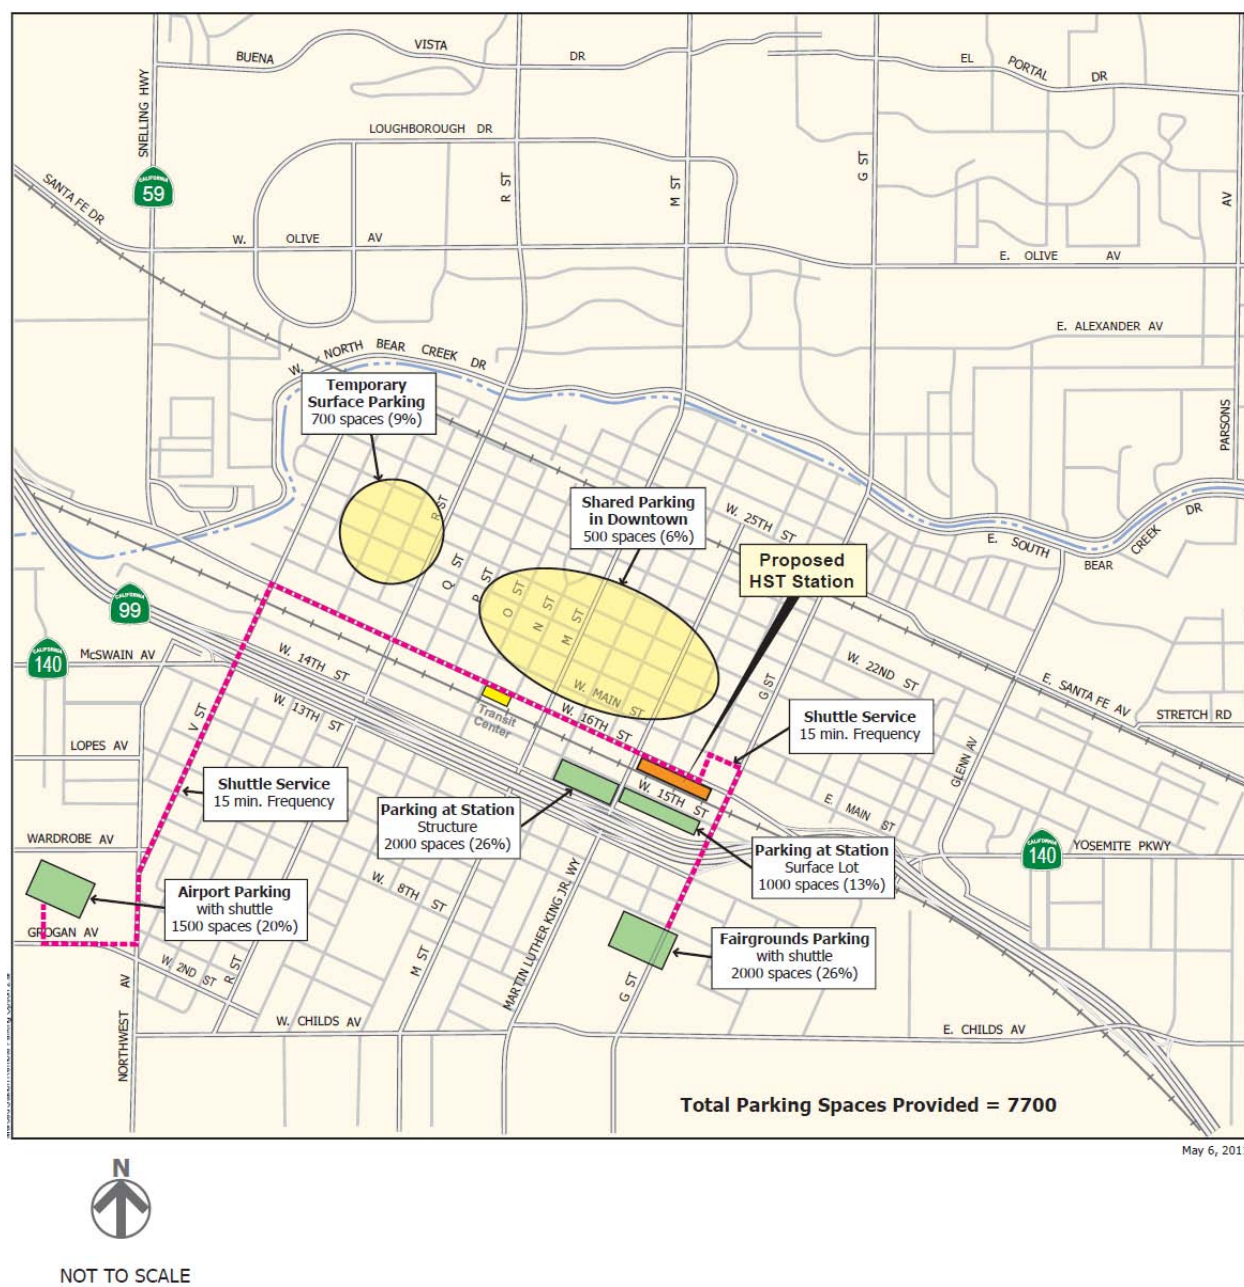 BUENA VISTA DR
EL PORTAL DR
SNELLING HWY
LOUGHBOROUGH DR
CALIFORNIA
59
SANTA FE DR
R ST
M ST
G ST
AV
W. OLIVE AV
E. OLIVE AV
E. ALEXANDER AV
W. NORTH BEAR CREEK DR
PARSONS
Temporary
Surface Parking
700 spaces (9%)
R ST
Shared Parking
in Downtown
500 spaces (6%)
W. 25TH ST
E. SOUTH BEAR CREEK DR
Proposed
HST Station
Q ST
P ST
O ST
N ST
M ST
CALIFORNIA
99
CALIFORNIA
140
McSWAIN AV
W. 14TH ST
W. 13TH ST
W. MAIN ST
W. 16TH ST
Transit
Center
G ST
W. 22ND ST
E. SANTA FE AV
STRETCH RD
Shuttle Service
15 min. Frequency
V ST
LOPES AV
GLENN AV
Shuttle Service
15 min. Frequency
W. 15TH ST
E. MAIN ST
Parking at Station
Structure
2000 spaces (26%)
WARDROBE AV
CALIFORNIA
140
YOSEMITE PKWY
Parking at Station
Surface Lot
1000 spaces (13%)
W. 8TH ST
Airport Parking
with shuttle
1500 spaces (20%)
GROGAN AV
Fairgrounds Parking
with shuttle
2000 spaces (26%)
W. 2ND ST
R ST
M ST
MARTIN LUTHER KING JR. WY
G ST
NORTHWEST AV
W. CHILDS AV
E. CHILDS AV
Total Parking Spaces Provided = 7700
N
NOT TO SCALE